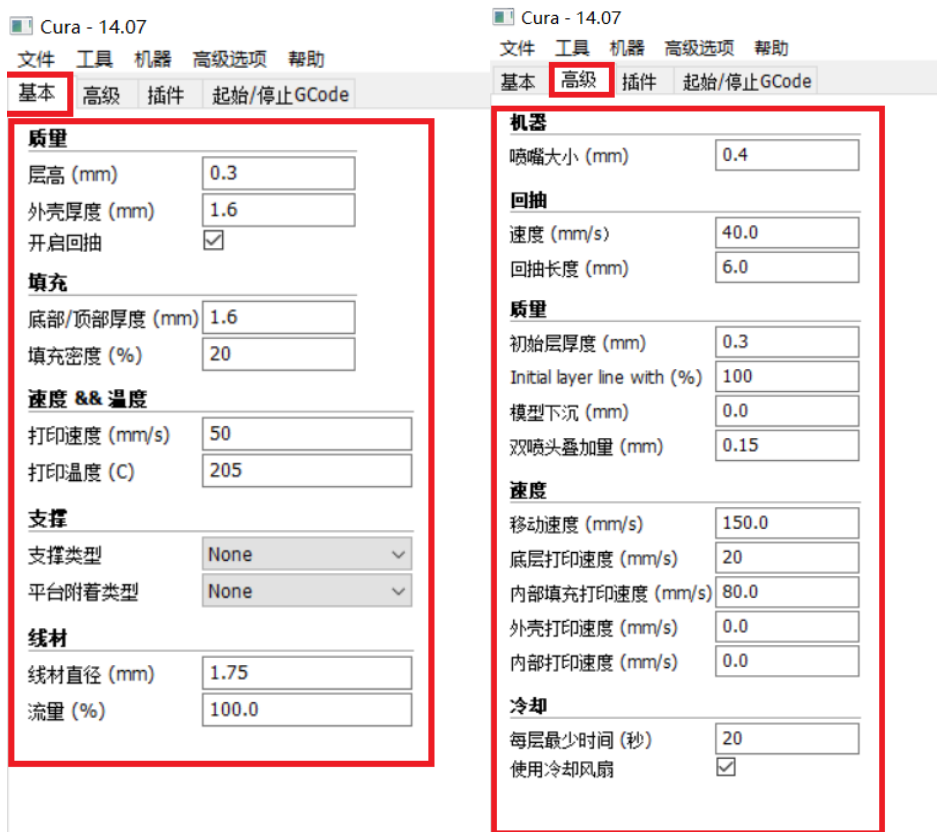 Cura - 14.07
文件 工具 机器 高级选项 帮助
基本 高级 插件 起始/停止GCode
质量
层高 (mm) 0.3
外壳厚度 (mm) 1.6
开启回抽
填充
底部/顶部厚度 (mm) 1.6
填充密度 (%) 20
速度 && 温度
打印速度 (mm/s) 50
打印温度 (C) 205
支撑
支撑类型 None
平台附着类型 None
线材
线材直径 (mm) 1.75
流量 (%) 100.0
Cura - 14.07
文件 工具 机器 高级选项 帮助
基本 高级 插件 起始/停止GCode
机器
喷嘴大小 (mm) 0.4
回抽
速度 (mm/s) 40.0
回抽长度 (mm) 6.0
质量
初始层厚度 (mm) 0.3
Initial layer line with (%) 100
模型下沉 (mm) 0.0
双喷头叠加量 (mm) 0.15
速度
移动速度 (mm/s) 150.0
底层打印速度 (mm/s) 20
内部填充打印速度 (mm/s) 80.0
外壳打印速度 (mm/s) 0.0
内部打印速度 (mm/s) 0.0
冷却
每层最少时间 (秒) 20
使用冷却风扇